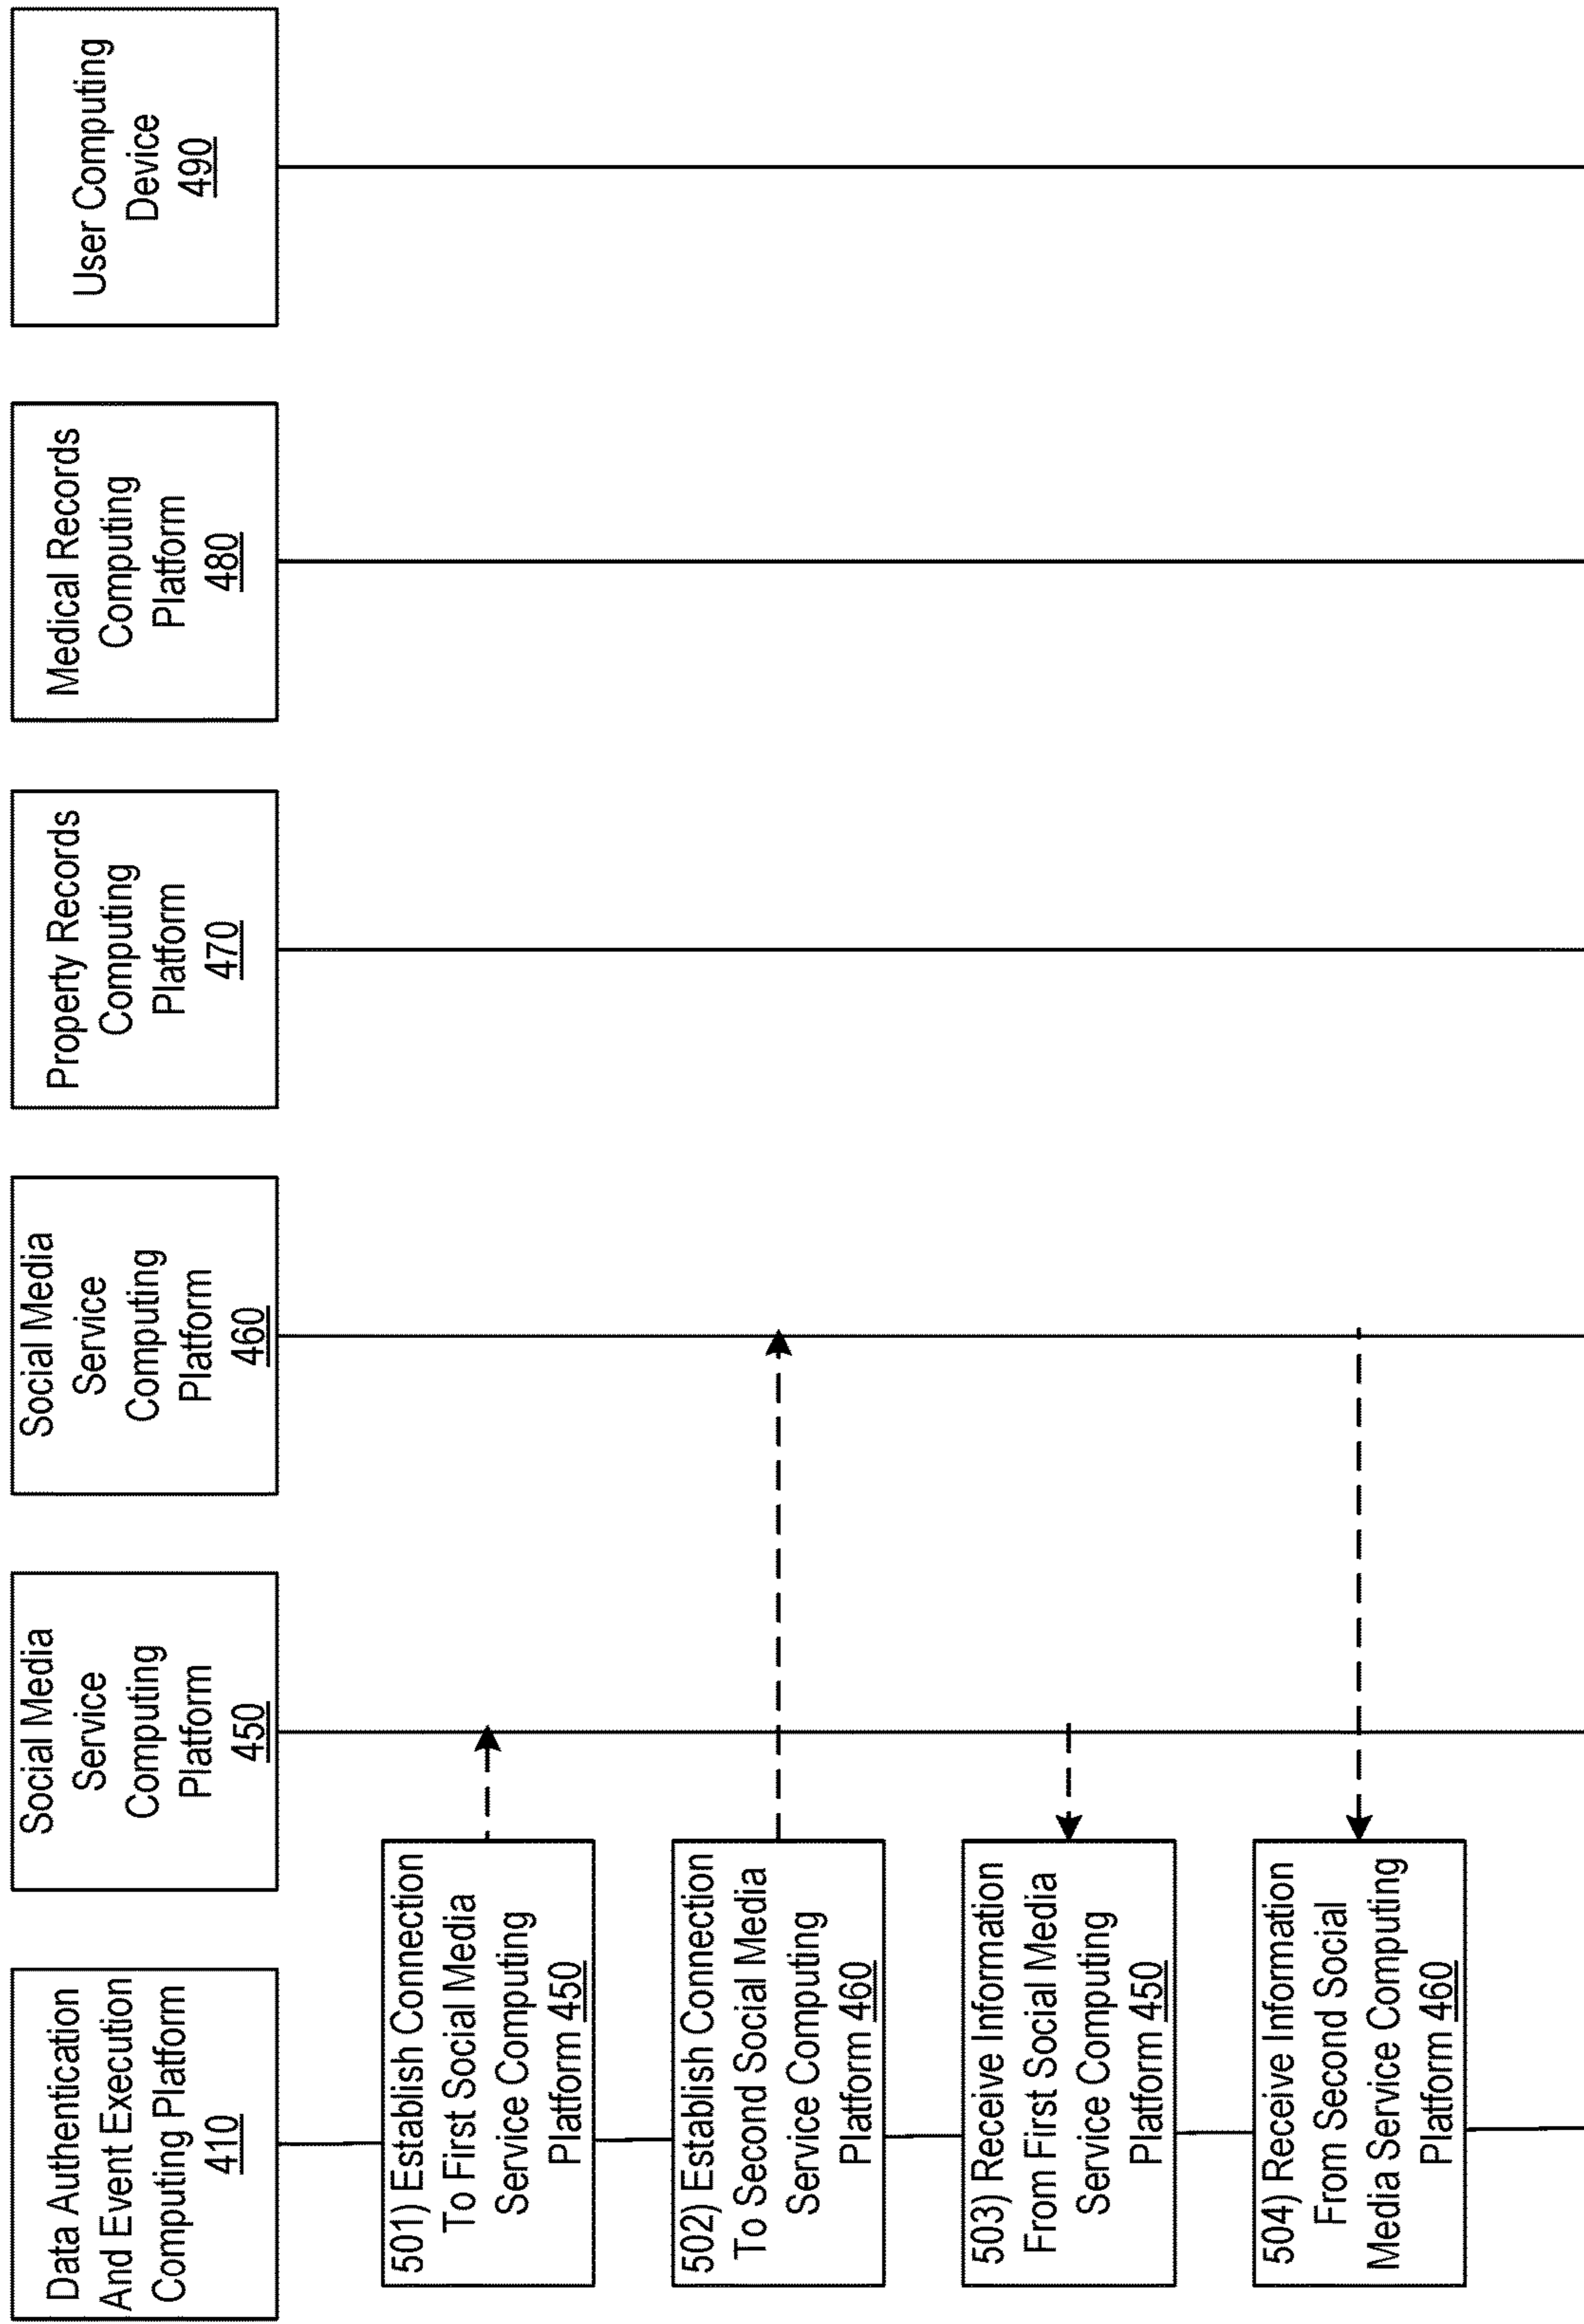 Data Authentication
And Event Execution
Computing Platform
410
Social Media
Service
Computing
Platform
450
Social Media
Service
Computing
Platform
460
Property Records
Computing
Platform
470
Medical Records
Computing
Platform
480
User Computing
Device
490
501) Establish Connection
To First Social Media
Service Computing
Platform 450
502) Establish Connection
To Second Social Media
Service Computing
Platform 460
503) Receive Information
From First Social Media
Service Computing
Platform 450
504) Receive Information
From Second Social
Media Service Computing
Platform 460